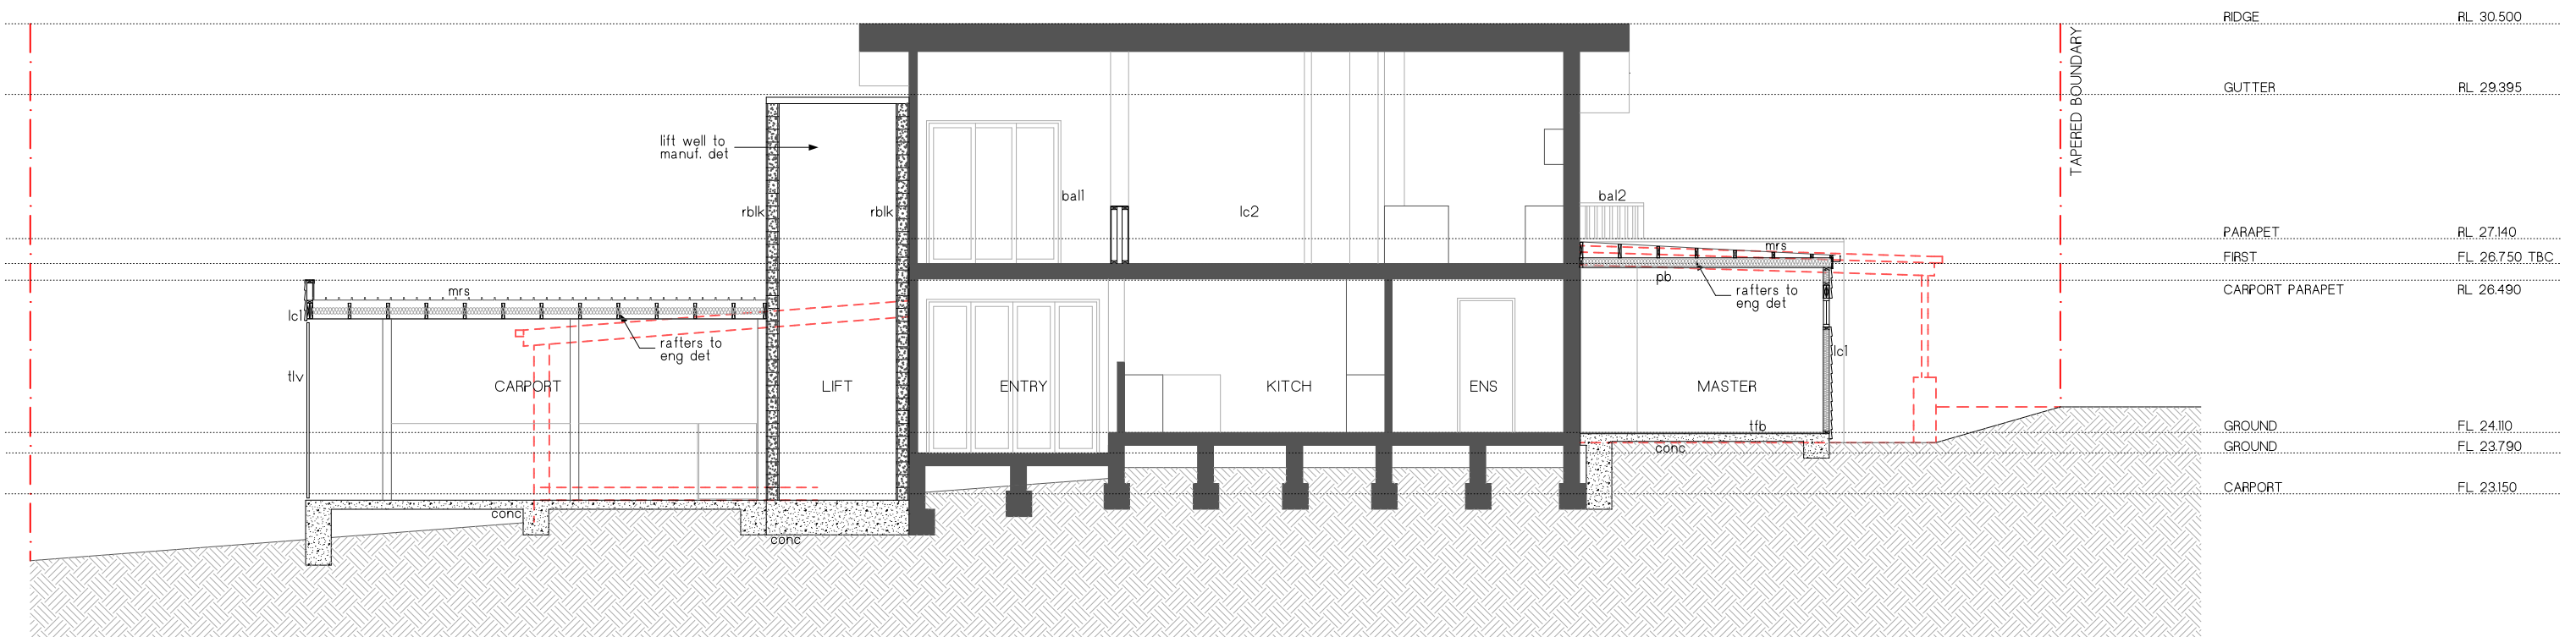 RIDGE RL 30.500
TAPERED BOUNDARY
GUTTER RL 29.395
lift well to
manuf. det
rblk
rblk
bal1
lc2
bal2
PARAPET RL 27.140
mrs
FIRST FL 26.750 TBC
pb
rafters to
eng det
CARPORT PARAPET RL 26.490
mrs
lc1
rafters to
eng det
lc1
tlv
CARPORT
LIFT
ENTRY
KITCH
ENS
MASTER
tfb
GROUND FL 24.110
conc
GROUND FL 23.790
CARPORT FL 23.150
conc
conc